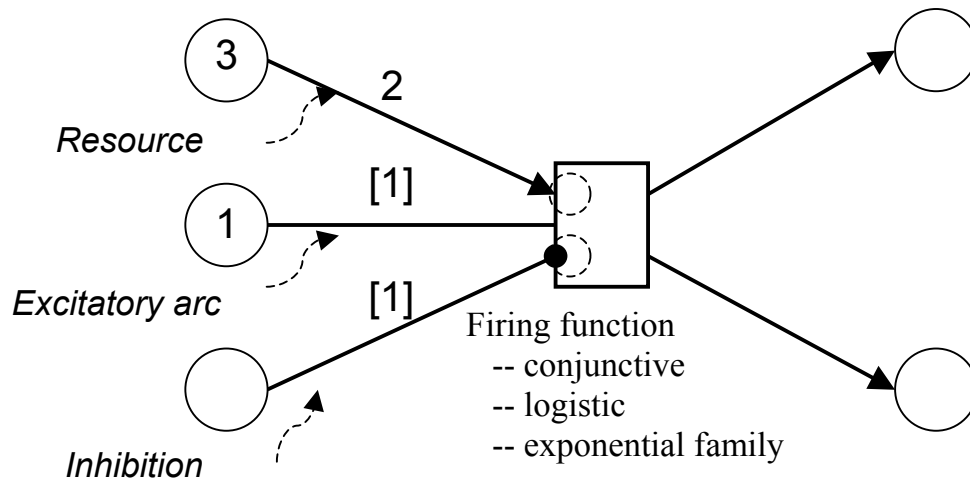 3
2
Resource
[1]
1
Excitatory arc
[1]
Firing function
-- conjunctive
-- logistic
-- exponential family
Inhibition